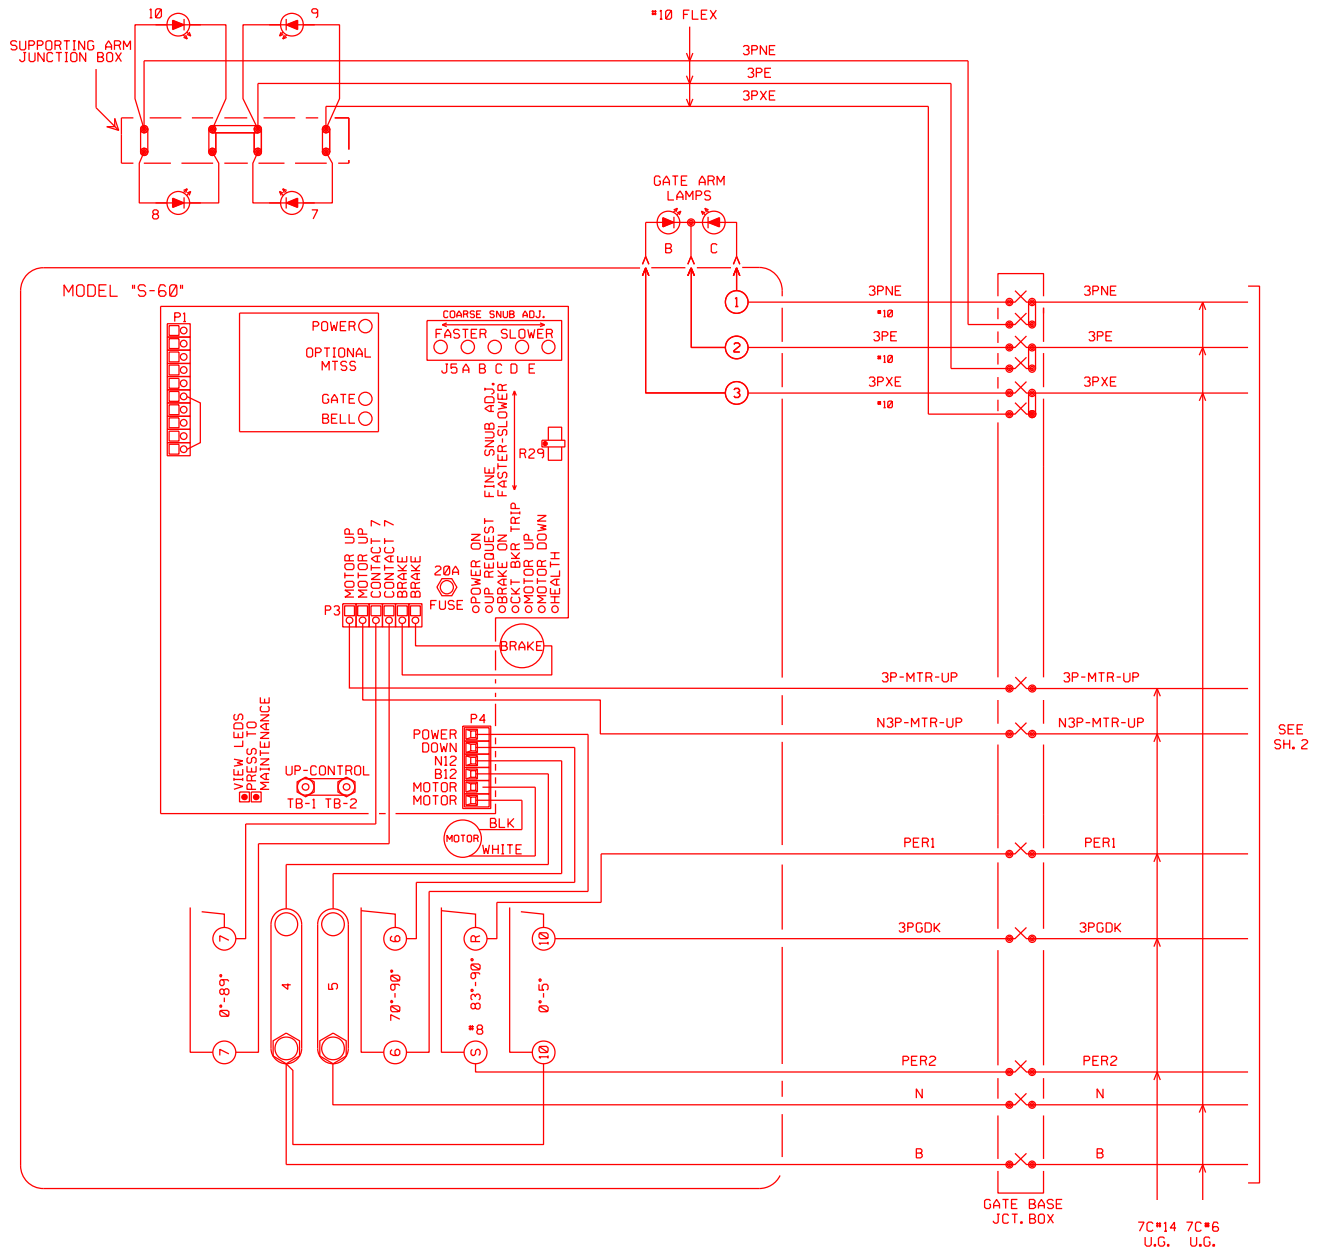 10
9
#10 FLEX
SUPPORTING ARM
JUNCTION BOX
3PNE
3PE
3PXE
8
7
GATE ARM
LAMPS
B
C
MODEL "S-60"
P1
POWER
OPTIONAL
MTSS
GATE
BELL
COARSE SNUB ADJ.
FASTER SLOWER
J5 A B C D E
FINE SNUB ADJ.
FASTER-SLOWER
R29
1
2
3
3PNE
#10
3PE
#10
3PXE
#10
3PNE
3PE
3PXE
MOTOR UP
MOTOR UP
CONTACT 7
CONTACT 7
BRAKE
BRAKE
P3
20A
FUSE
POWER ON
UP REQUEST
BRAKE ON
CKT BKR TRIP
MOTOR UP
MOTOR DOWN
HEALTH
BRAKE
3P-MTR-UP
3P-MTR-UP
N3P-MTR-UP
N3P-MTR-UP
SEE
SH. 2
VIEW LEDS
PRESS TO
MAINTENANCE
UP-CONTROL
TB-1 TB-2
P4
POWER
DOWN
N12
B12
MOTOR
MOTOR
BLK
MOTOR
WHITE
PER1
PER1
7
4
5
6
R
10
3PGDK
3PGDK
0°-89°
70°-90°
83°-90°
0°-5°
#8
7
6
S
10
PER2
PER2
N
N
B
B
GATE BASE
JCT. BOX
7C#14
U.G.
7C#6
U.G.